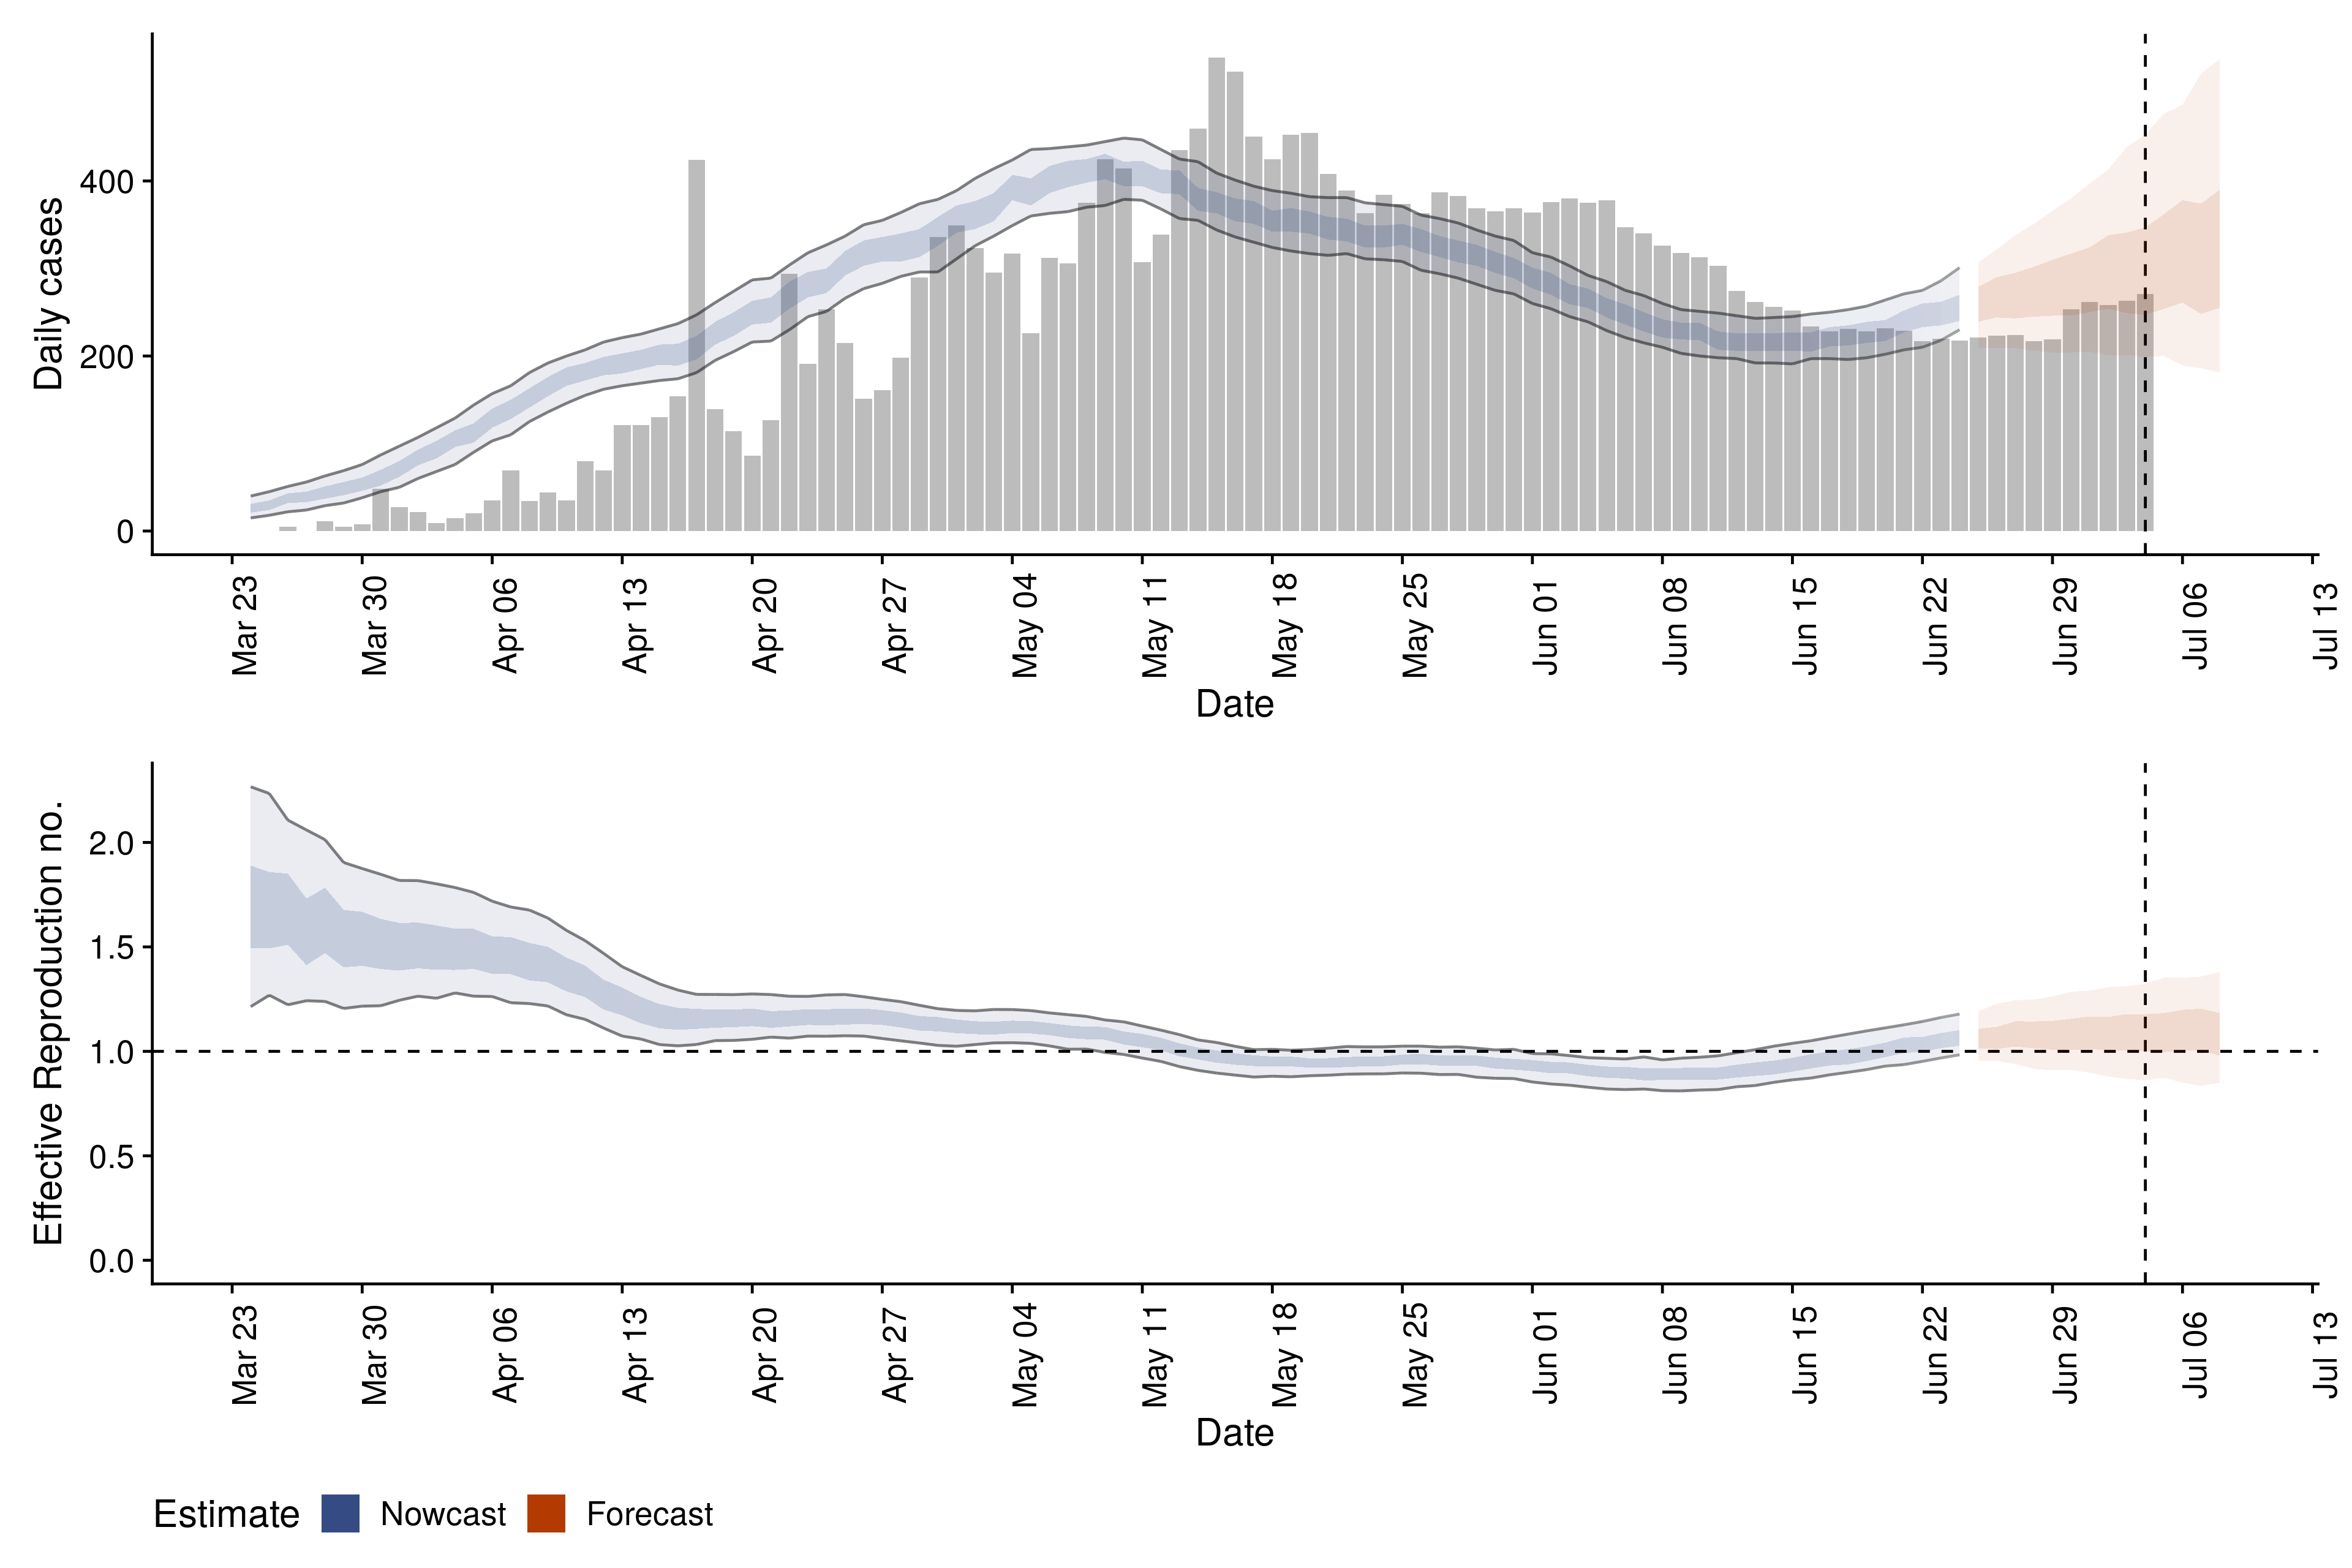 Daily cases
400
200
0
Mar 23
Mar 30
Apr 06
Apr 13
Apr 20
Apr 27
May 04
May 11
May 18
May 25
Jun 01
Jun 08
Jun 15
Jun 22
Jun 29
Jul 06
Jul 13
Date
Effective Reproduction no.
2.0
1.5
1.0
0.5
0.0
Mar 23
Mar 30
Apr 06
Apr 13
Apr 20
Apr 27
May 04
May 11
May 18
May 25
Jun 01
Jun 08
Jun 15
Jun 22
Jun 29
Jul 06
Jul 13
Date
Estimate Nowcast Forecast